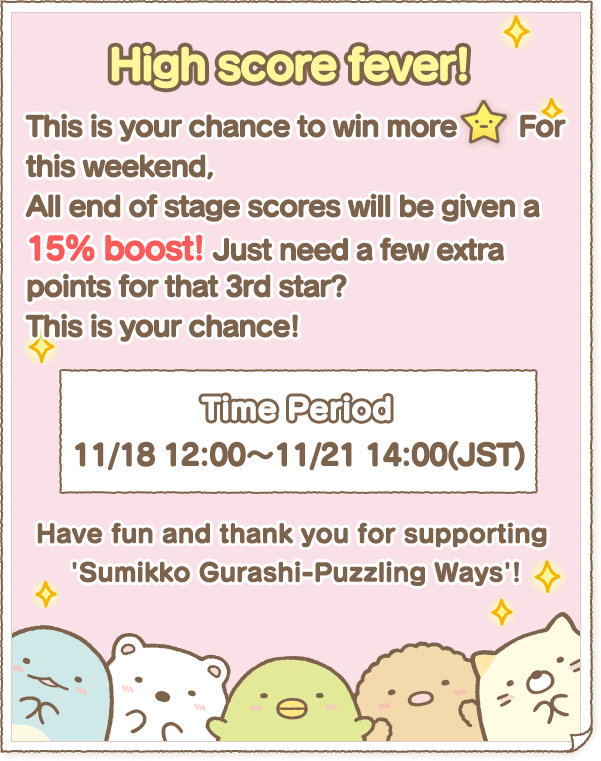 High score fever!
This is your chance to win more For
this weekend,
All end of stage scores will be given a
15% boost! Just need a few extra
points for that 3rd star?
This is your chance!
Time Period
11/18 12:00～11/21 14:00(JST)
Have fun and thank you for supporting
'Sumikko Gurashi-Puzzling Ways'!